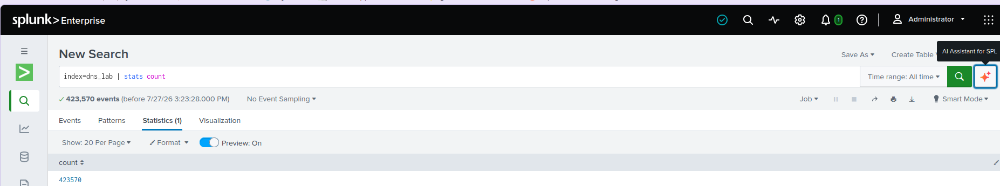 splunk> Enterprise
1
Administrator
New Search
Save As
Create Table
AI Assistant for SPL
index=dns_lab | stats count
Time range: All time
423,570 events (before 7/27/26 3:23:28.000 PM)
No Event Sampling
Job
Smart Mode
Events
Patterns
Statistics (1)
Visualization
Show: 20 Per Page
Format
Preview: On
count
423570